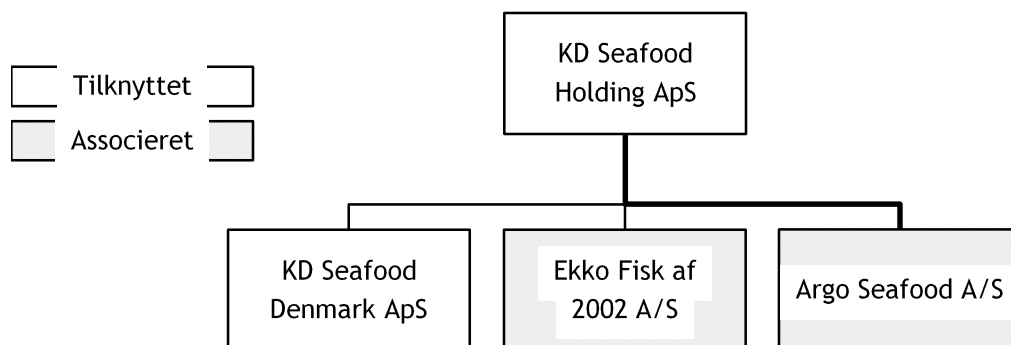 KD Seafood
Holding ApS
Tilknyttet
Associeret
KD Seafood
Denmark ApS
Ekko Fisk af
2002 A/S
Argo Seafood A/S